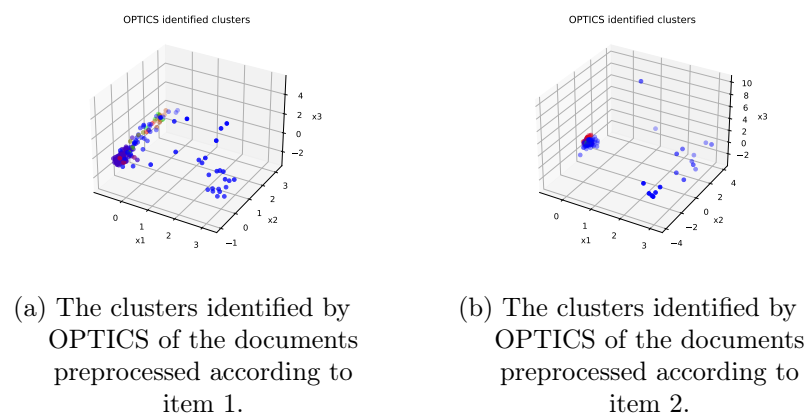 OPTICS identified clusters
4
2
0
−2
x3
3
2
1
0
−1
x2
0
1
2
3
x1
(a) The clusters identified by
OPTICS of the documents
preprocessed according to
item 1.
OPTICS identified clusters
10
8
6
4
2
0
−2
x3
4
2
0
−2
−4
x2
0
1
2
3
x1
(b) The clusters identified by
OPTICS of the documents
preprocessed according to
item 2.